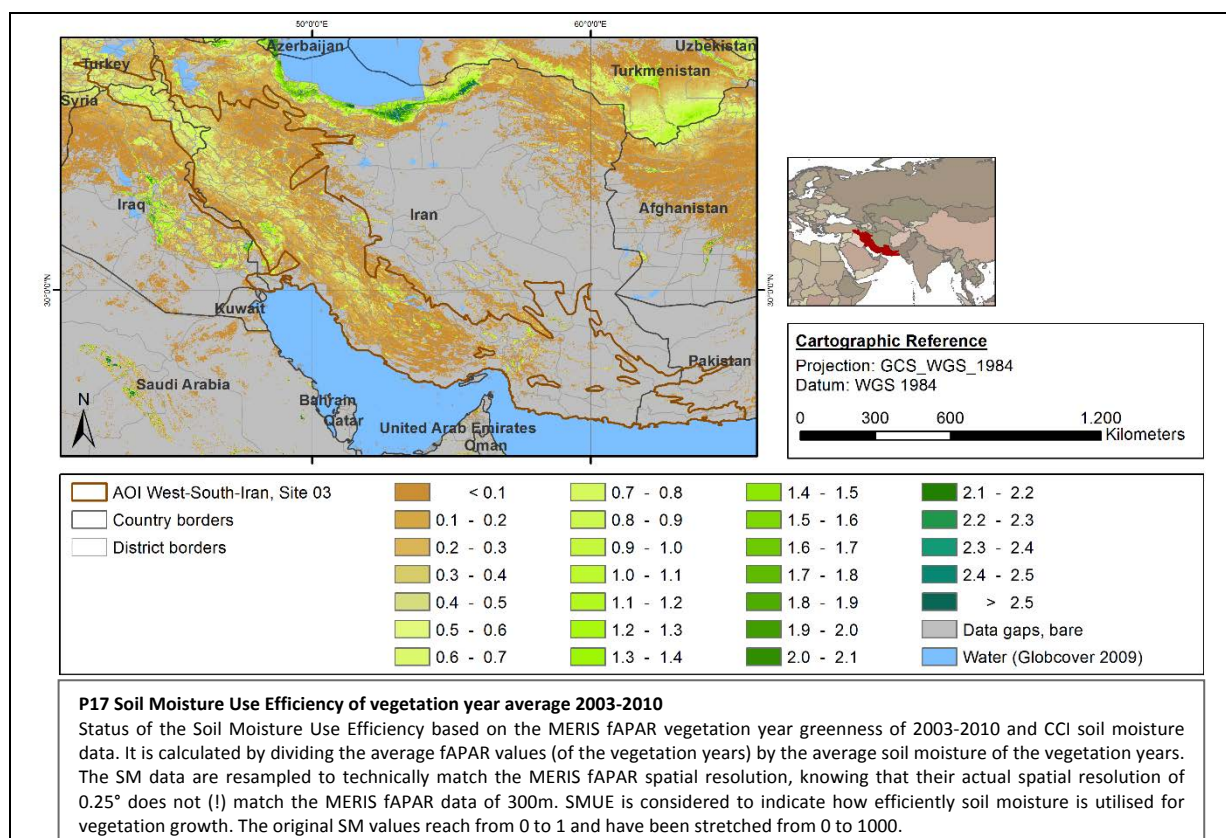 50°0'0"E
60°0'0"E
Azerbaijan
Uzbekistan
Turkey
Turkmenistan
Syria
Iraq
Iran
Afghanistan
30°0'0"N
30°0'0"N
Kuwait
Pakistan
Saudi Arabia
Bahrain
Qatar
United Arab Emirates
Oman
N
Cartographic Reference
Projection: GCS_WGS_1984
Datum: WGS 1984
0 300 600 1.200
Kilometers
AOI West-South-Iran, Site 03
Country borders
District borders
< 0.1
0.1 - 0.2
0.2 - 0.3
0.3 - 0.4
0.4 - 0.5
0.5 - 0.6
0.6 - 0.7
0.7 - 0.8
0.8 - 0.9
0.9 - 1.0
1.0 - 1.1
1.1 - 1.2
1.2 - 1.3
1.3 - 1.4
1.4 - 1.5
1.5 - 1.6
1.6 - 1.7
1.7 - 1.8
1.8 - 1.9
1.9 - 2.0
2.0 - 2.1
2.1 - 2.2
2.2 - 2.3
2.3 - 2.4
2.4 - 2.5
> 2.5
Data gaps, bare
Water (Globcover 2009)
P17 Soil Moisture Use Efficiency of vegetation year average 2003-2010
Status of the Soil Moisture Use Efficiency based on the MERIS fAPAR vegetation year greenness of 2003-2010 and CCI soil moisture
data. It is calculated by dividing the average fAPAR values (of the vegetation years) by the average soil moisture of the vegetation years.
The SM data are resampled to technically match the MERIS fAPAR spatial resolution, knowing that their actual spatial resolution of
0.25° does not (!) match the MERIS fAPAR data of 300m. SMUE is considered to indicate how efficiently soil moisture is utilised for
vegetation growth. The original SM values reach from 0 to 1 and have been stretched from 0 to 1000.